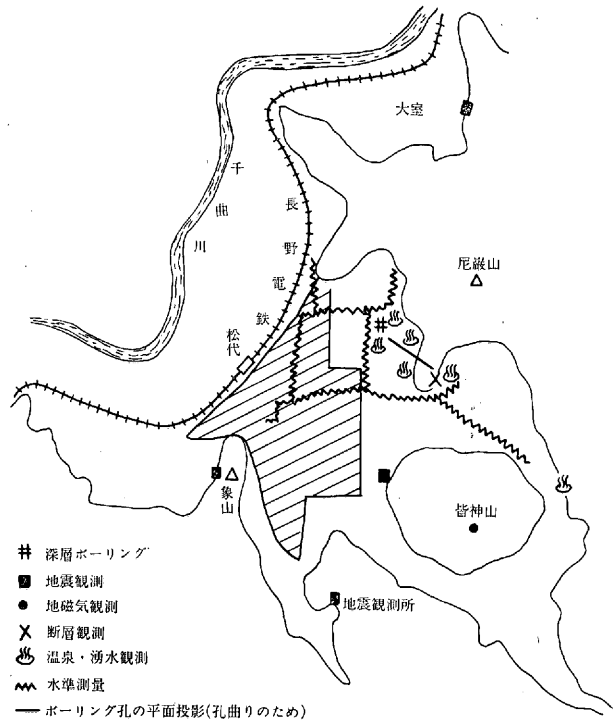 大室
千曲川
長野電鉄
尼巌山
松代
象山
皆神山
地震観測所
深層ボーリング
地震観測
地磁気観測
断層観測
温泉・湧水観測
水準測量
ボーリング孔の平面投影(孔曲りのため)